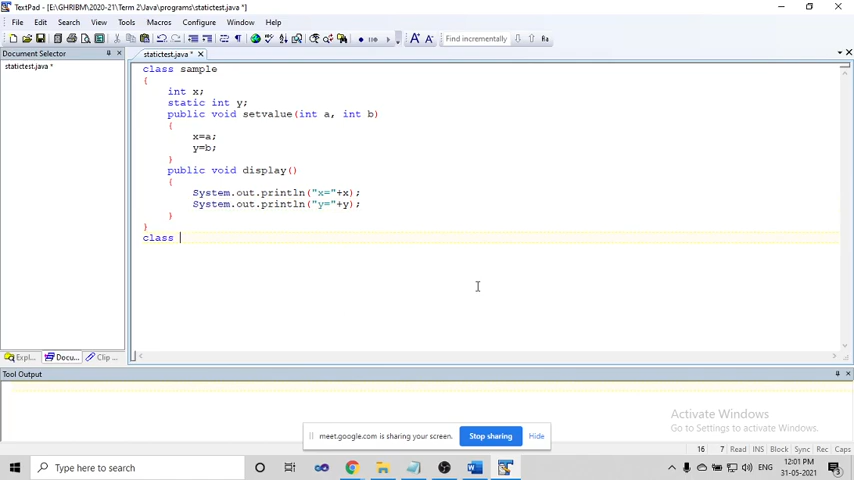 TextPad - [E:\GHRIBM\2020-21\Term 2\Java\programs\statictest.java *]
File Edit Search View Tools Macros Configure Window Help
Find incrementally
Document Selector
statictest.java *
statictest.java *
class sample
{
int x;
static int y;
public void setvalue(int a, int b)
{
x=a;
y=b;
}
public void display()
{
System.out.println("x="+x);
System.out.println("y="+y);
}
}
class
Expl... Docu... Clip ...
Tool Output
Activate Windows
Go to Settings to activate Windows.
meet.google.com is sharing your screen. Stop sharing Hide
16 7 Read INS Block Sync Rec Caps
Type here to search
ENG
12:01 PM
31-05-2021
3